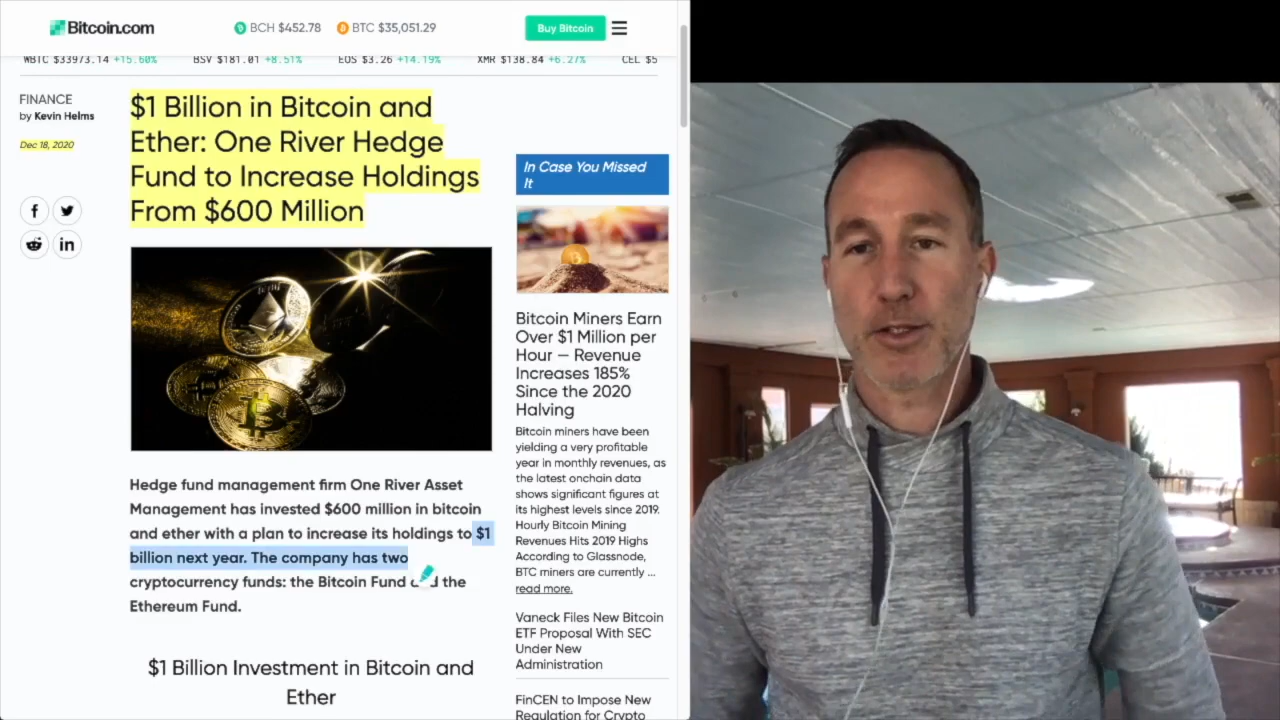 Bitcoin.com
BCH $452.78 BTC $35,051.29
Buy Bitcoin
WBTC $33973.14 +15.60% BSV $181.01 +8.51% EOS $3.26 +14.19% XMR $138.84 +6.27% CEL $5
FINANCE
by Kevin Helms
Dec 18, 2020
$1 Billion in Bitcoin and
Ether: One River Hedge
Fund to Increase Holdings
From $600 Million
Hedge fund management firm One River Asset
Management has invested $600 million in bitcoin
and ether with a plan to increase its holdings to $1
billion next year. The company has two
cryptocurrency funds: the Bitcoin Fund and the
Ethereum Fund.
$1 Billion Investment in Bitcoin and
Ether
In Case You Missed
It
Bitcoin Miners Earn
Over $1 Million per
Hour – Revenue
Increases 185%
Since the 2020
Halving
Bitcoin miners have been
yielding a very profitable
year in monthly revenues, as
the latest onchain data
shows significant figures at
its highest levels since 2019.
Hourly Bitcoin Mining
Revenues Hits 2019 Highs
According to Glassnode,
BTC miners are currently ...
read more.
Vaneck Files New Bitcoin
ETF Proposal With SEC
Under New
Administration
FinCEN to Impose New
Regulation for Crypto